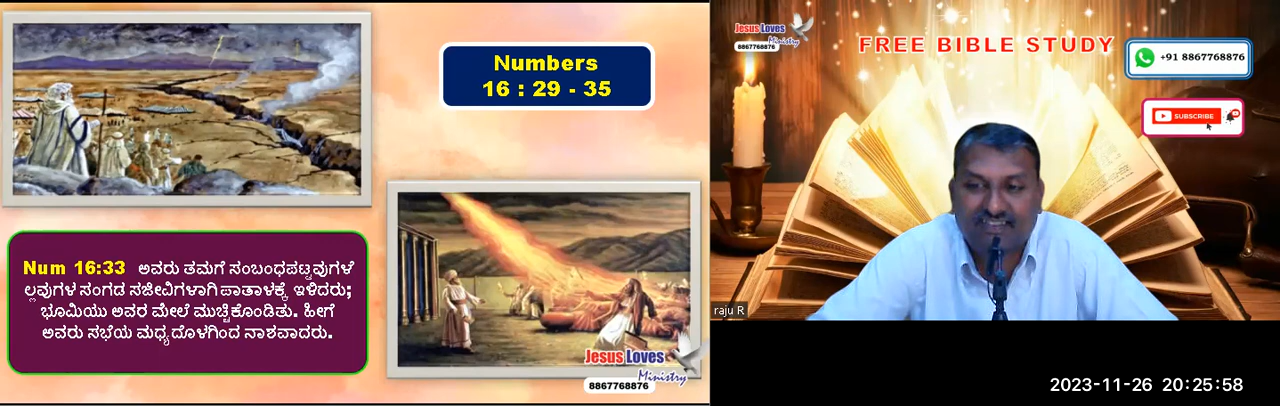 Numbers
16 : 29 - 35
Num 16:33 ಅವರು ತಮಗೆ ಸಂಬಂಧಪಟ್ಟವುಗಳೆ
ಲ್ಲವುಗಳ ಸಂಗಡ ಸಜೀವಿಗಳಾಗಿ ಪಾತಾಳಕ್ಕೆ ಇಳಿದರು;
ಭೂಮಿಯು ಅವರ ಮೇಲೆ ಮುಚ್ಚಿಕೊಂಡಿತು. ಹೀಗೆ
ಅವರು ಸಭೆಯ ಮಧ್ಯದೊಳಗಿಂದ ನಾಶವಾದರು.
Jesus Loves
Ministry
8867768876
Jesus Loves
Ministry
8867768876
FREE BIBLE STUDY
+91 8867768876
SUBSCRIBE
raju R
2023-11-26 20:25:58